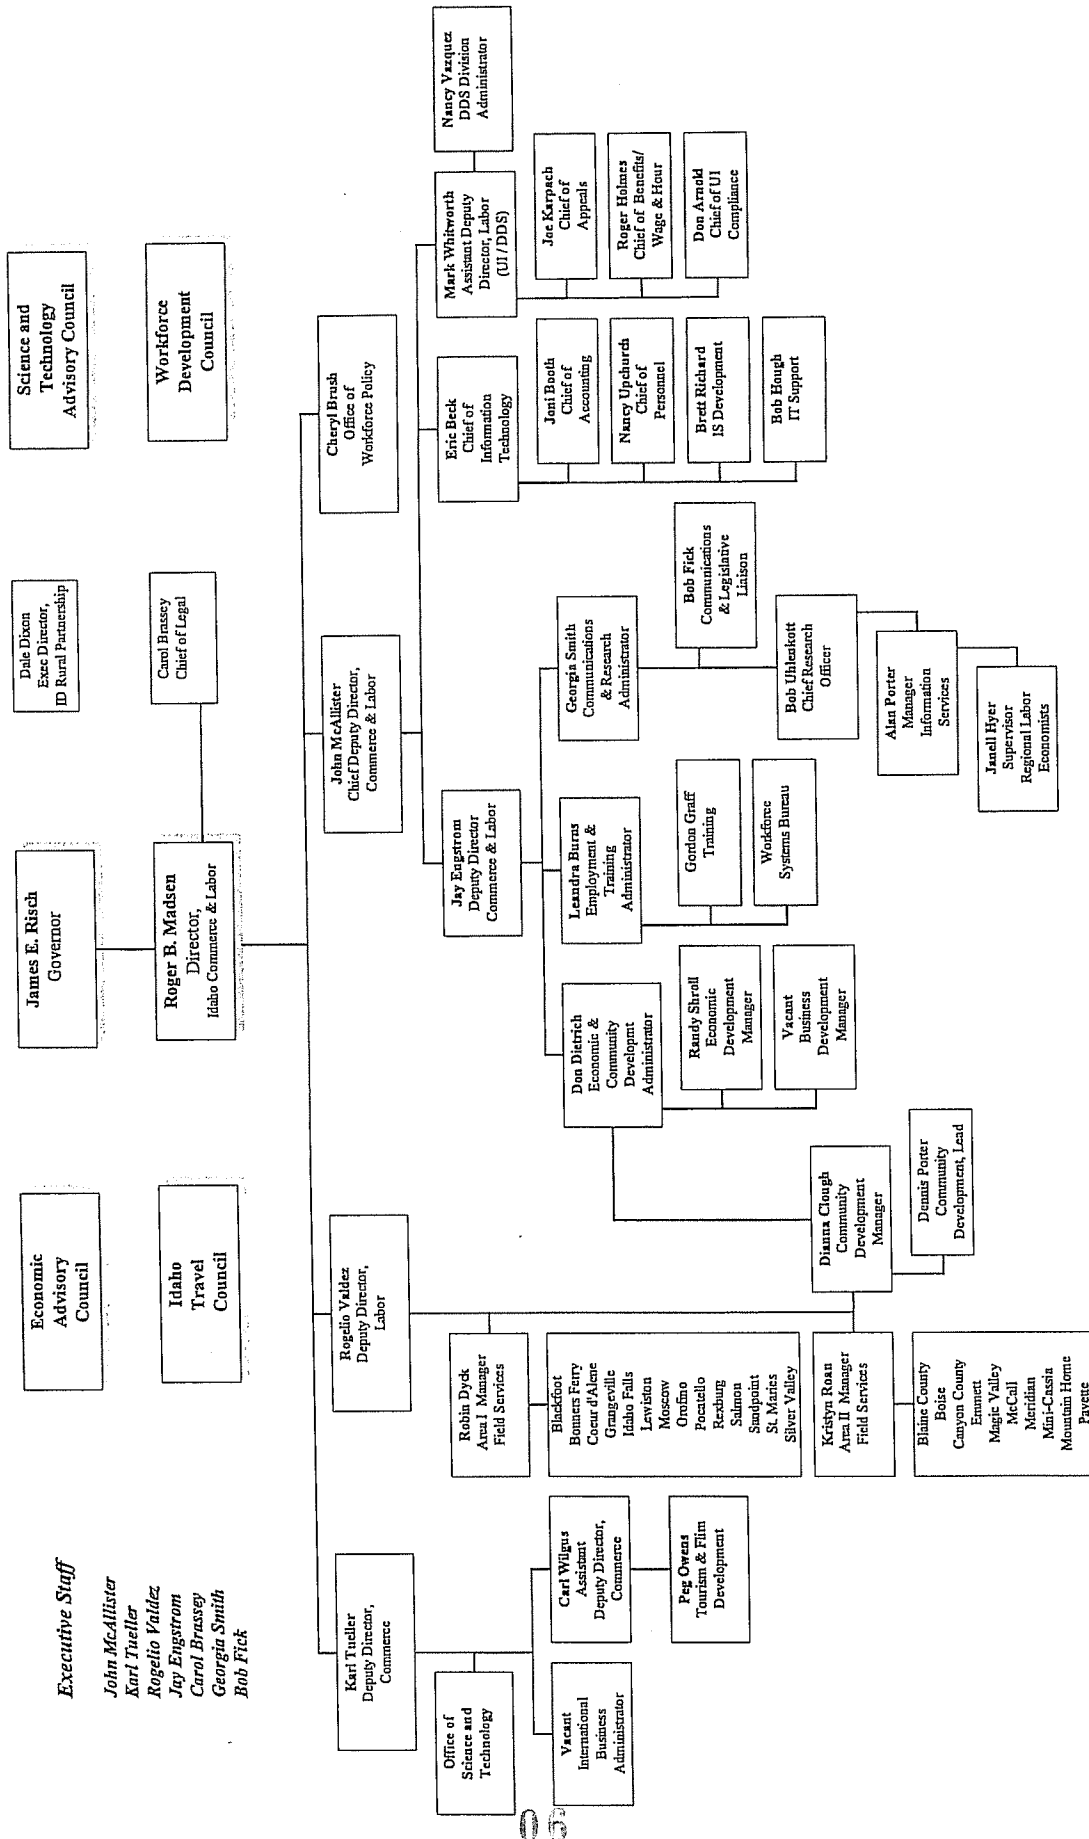 Executive Staff
John McAllister
Karl Tueller
Rogelio Valdez
Jay Engstrom
Carol Brassey
Georgia Smith
Bob Fick
Economic
Advisory
Council
Idaho
Travel
Council
James E. Risch
Governor
Roger B. Madsen
Director,
Idaho Commerce & Labor
Dale Dixon
Exec Director,
ID Rural Partnership
Carol Brassey
Chief of Legal
Science and
Technology
Advisory Council
Workforce
Development
Council
Karl Tueller
Deputy Director,
Commerce
Rogelio Valdez
Deputy Director,
Labor
John McAllister
Chief Deputy Director,
Commerce & Labor
Cheryl Brush
Office of
Workforce Policy
Office of
Science and
Technology
Vacant
International
Business
Administrator
Carl Wilgus
Assistant
Deputy Director,
Commerce
Peg Owens
Tourism & Flim
Development
Robin Dyck
Area I Manager
Field Services
Blackfoot
Bonners Ferry
Coeur d'Alene
Grangeville
Idaho Falls
Lewiston
Moscow
Orofino
Pocatello
Rexburg
Salmon
Sandpoint
St. Maries
Silver Valley
Kristyn Roan
Area II Manager
Field Services
Blaine County
Boise
Canyon County
Emmett
Magic Valley
McCall
Meridian
Mini-Cassia
Mountain Home
Payette
Dianna Clough
Community
Development
Manager
Dennis Porter
Community
Development, Lead
Jay Engstrom
Deputy Director
Commerce & Labor
Don Dietrich
Economic &
Community
Developmt
Administrator
Randy Shroll
Economic
Development
Manager
Vacant
Business
Development
Manager
Leandra Burns
Employment &
Training
Administrator
Gordon Graff
Training
Workforce
Systems Bureau
Georgia Smith
Communications
& Research
Administrator
Bob Fick
Communications
& Legislative
Liaison
Bob Uhlenkott
Chief Research
Officer
Alan Porter
Manager
Information
Services
Janell Hyer
Supervisor
Regional Labor
Economists
Eric Beck
Chief of
Information
Technology
Joni Booth
Chief of
Accounting
Nancy Upchurch
Chief of
Personnel
Brett Richard
IS Development
Bob Hough
IT Support
Mark Whitworth
Assistant Deputy
Director, Labor
(UI / DDS)
Nancy Vazquez
DDS Division
Administrator
Joe Karpach
Chief of
Appeals
Roger Holmes
Chief of Benefits/
Wage & Hour
Don Arnold
Chief of UI
Compliance